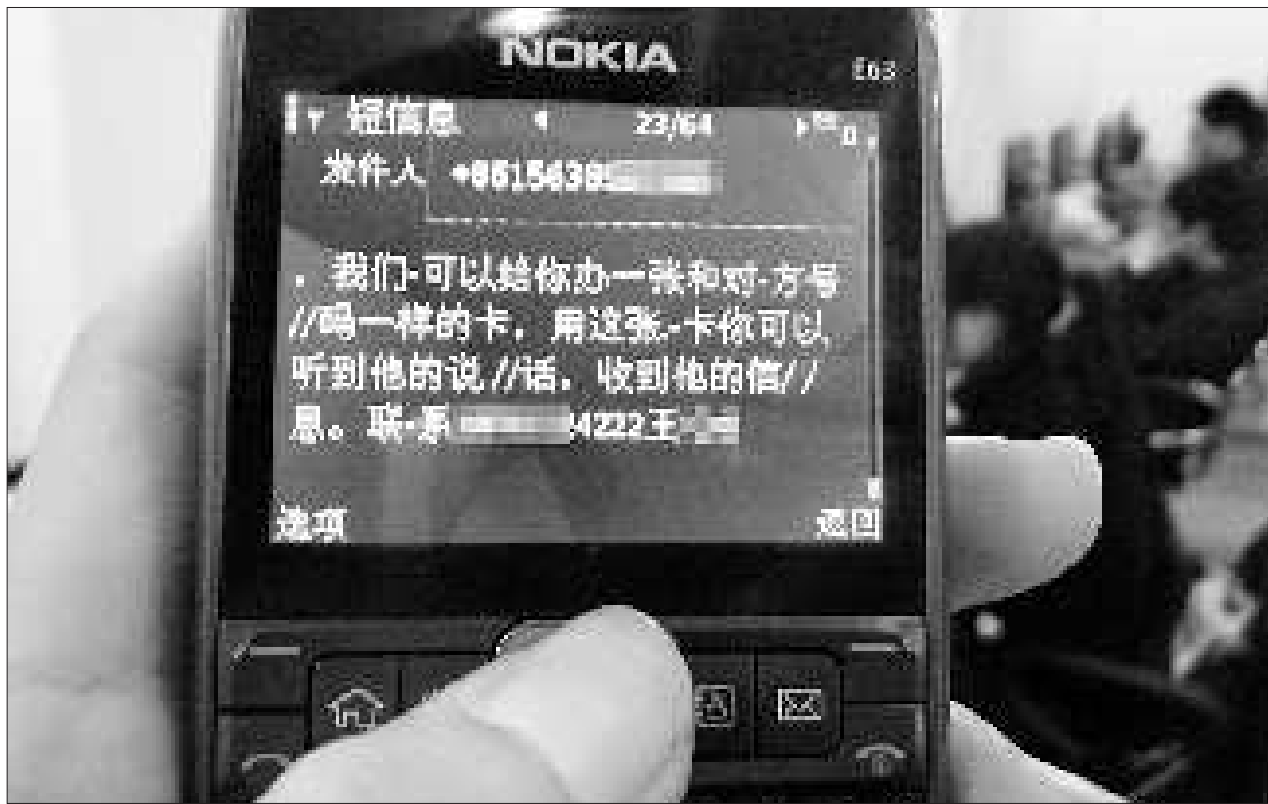 NOKIA
E63
短信息 23/64
发件人 +8615638
. 我们·可以给你办一张和对·方号
//码一样的卡，用这张·卡你可以
听到他的说//话，收到他的信//
息。联·系 4222王
选项 返回